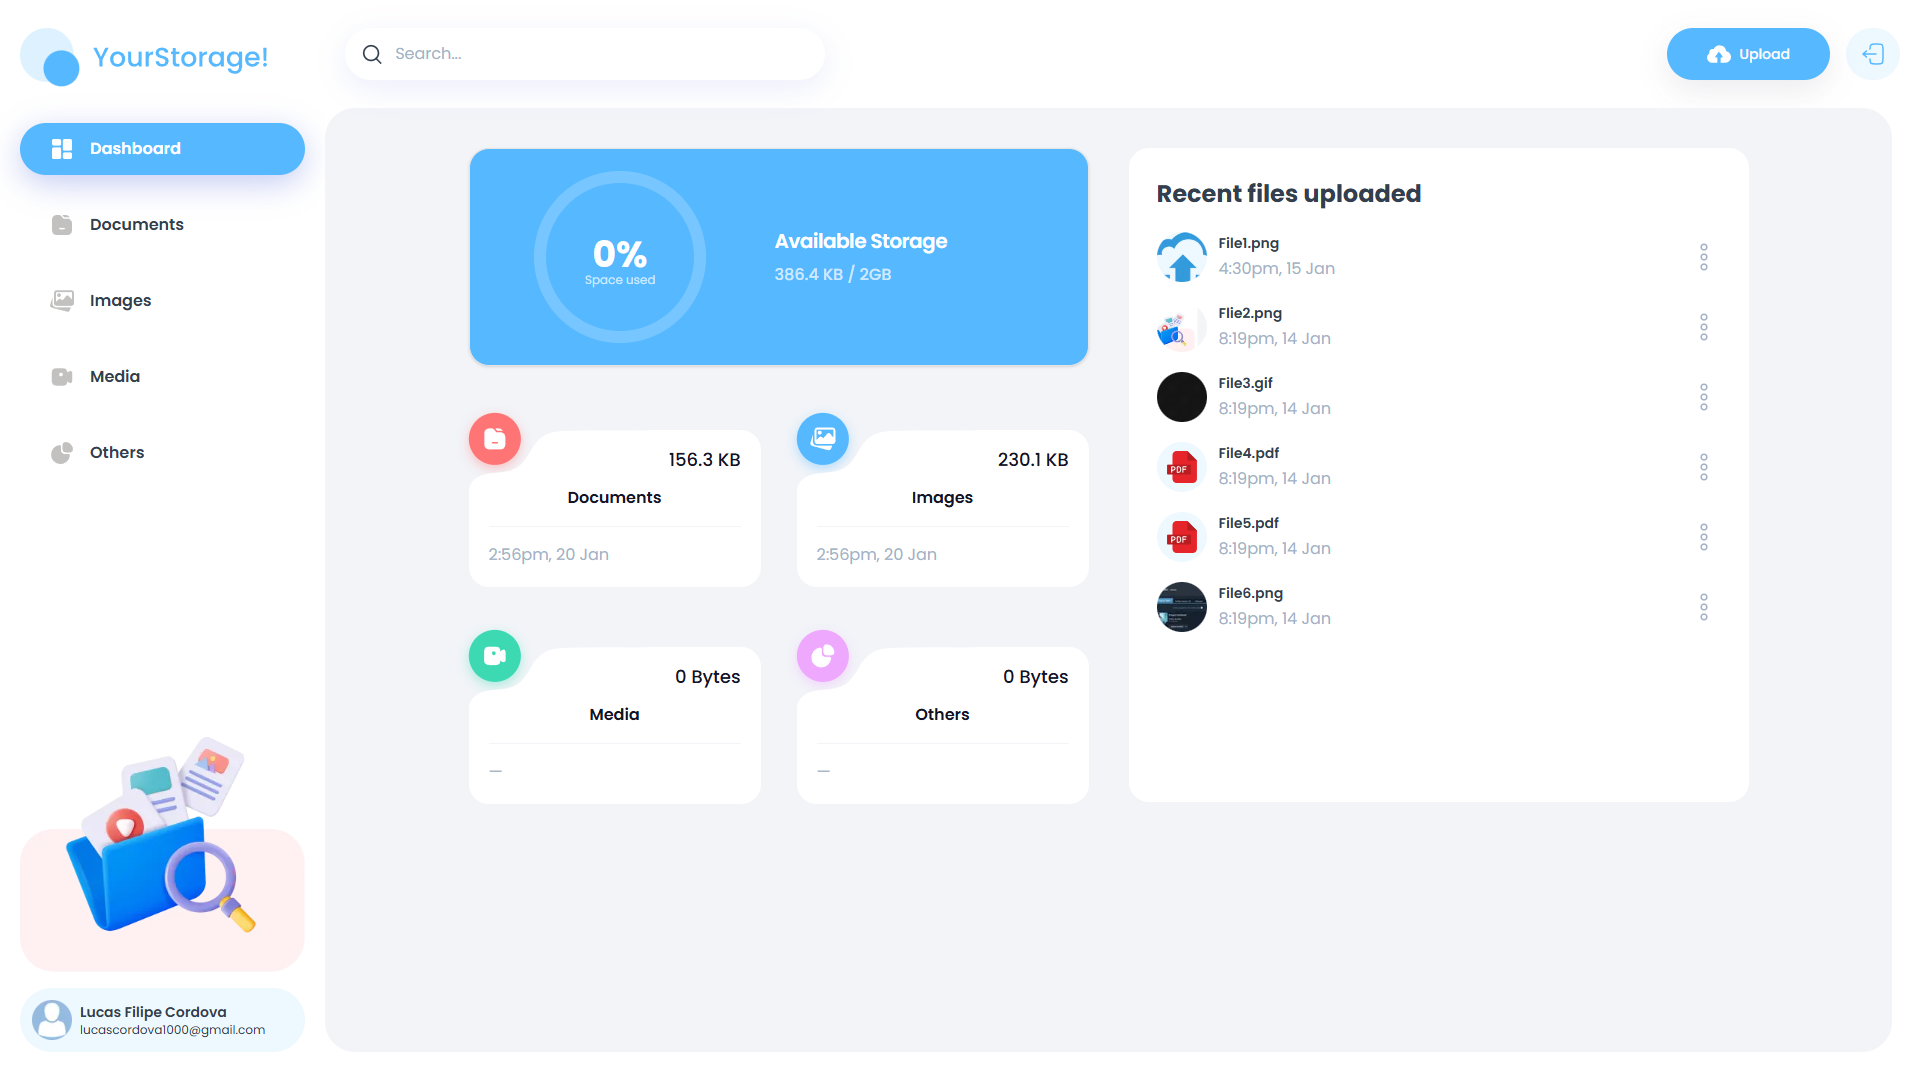 YourStorage!
Search...
Upload
Dashboard
Documents
Images
Media
Others
Lucas Filipe Cordova
lucascordova1000@gmail.com
0%
Space used
Available Storage
386.4 KB / 2GB
156.3 KB
Documents
2:56pm, 20 Jan
230.1 KB
Images
2:56pm, 20 Jan
0 Bytes
Media
—
0 Bytes
Others
—
Recent files uploaded
File1.png
4:30pm, 15 Jan
FIie2.png
8:19pm, 14 Jan
File3.gif
8:19pm, 14 Jan
PDF
File4.pdf
8:19pm, 14 Jan
PDF
File5.pdf
8:19pm, 14 Jan
File6.png
8:19pm, 14 Jan